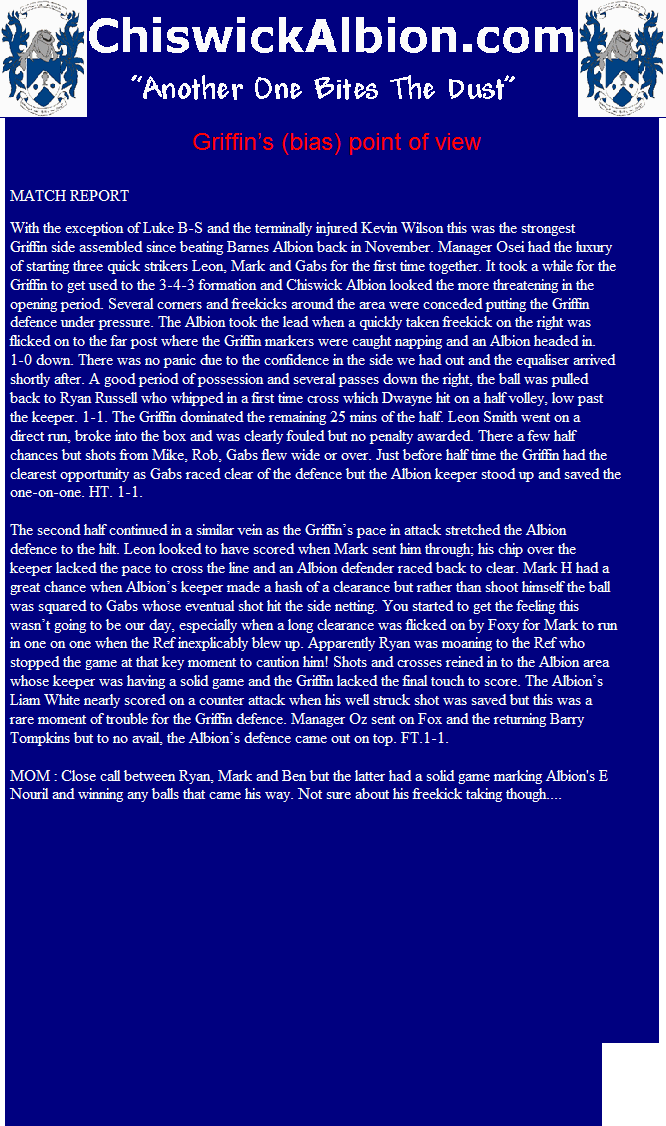 ChiswickAlbion.com
"Another One Bites The Dust"
Griffin's (bias) point of view
MATCH REPORT
With the exception of Luke B-S and the terminally injured Kevin Wilson this was the strongest
Griffin side assembled since beating Barnes Albion back in November. Manager Osei had the luxury
of starting three quick strikers Leon, Mark and Gabs for the first time together. It took a while for the
Griffin to get used to the 3-4-3 formation and Chiswick Albion looked the more threatening in the
opening period. Several corners and freekicks around the area were conceded putting the Griffin
defence under pressure. The Albion took the lead when a quickly taken freekick on the right was
flicked on to the far post where the Griffin markers were caught napping and an Albion headed in.
1-0 down. There was no panic due to the confidence in the side we had out and the equaliser arrived
shortly after. A good period of possession and several passes down the right, the ball was pulled
back to Ryan Russell who whipped in a first time cross which Dwayne hit on a half volley, low past
the keeper. 1-1. The Griffin dominated the remaining 25 mins of the half. Leon Smith went on a
direct run, broke into the box and was clearly fouled but no penalty awarded. There a few half
chances but shots from Mike, Rob, Gabs flew wide or over. Just before half time the Griffin had the
clearest opportunity as Gabs raced clear of the defence but the Albion keeper stood up and saved the
one-on-one. HT. 1-1.
The second half continued in a similar vein as the Griffin's pace in attack stretched the Albion
defence to the hilt. Leon looked to have scored when Mark sent him through; his chip over the
keeper lacked the pace to cross the line and an Albion defender raced back to clear. Mark H had a
great chance when Albion's keeper made a hash of a clearance but rather than shoot himself the ball
was squared to Gabs whose eventual shot hit the side netting. You started to get the feeling this
wasn't going to be our day, especially when a long clearance was flicked on by Foxy for Mark to run
in one on one when the Ref inexplicably blew up. Apparently Ryan was moaning to the Ref who
stopped the game at that key moment to caution him! Shots and crosses reined in to the Albion area
whose keeper was having a solid game and the Griffin lacked the final touch to score. The Albion's
Liam White nearly scored on a counter attack when his well struck shot was saved but this was a
rare moment of trouble for the Griffin defence. Manager Oz sent on Fox and the returning Barry
Tompkins but to no avail, the Albion's defence came out on top. FT.1-1.
MOM : Close call between Ryan, Mark and Ben but the latter had a solid game marking Albion's E
Nouril and winning any balls that came his way. Not sure about his freekick taking though....